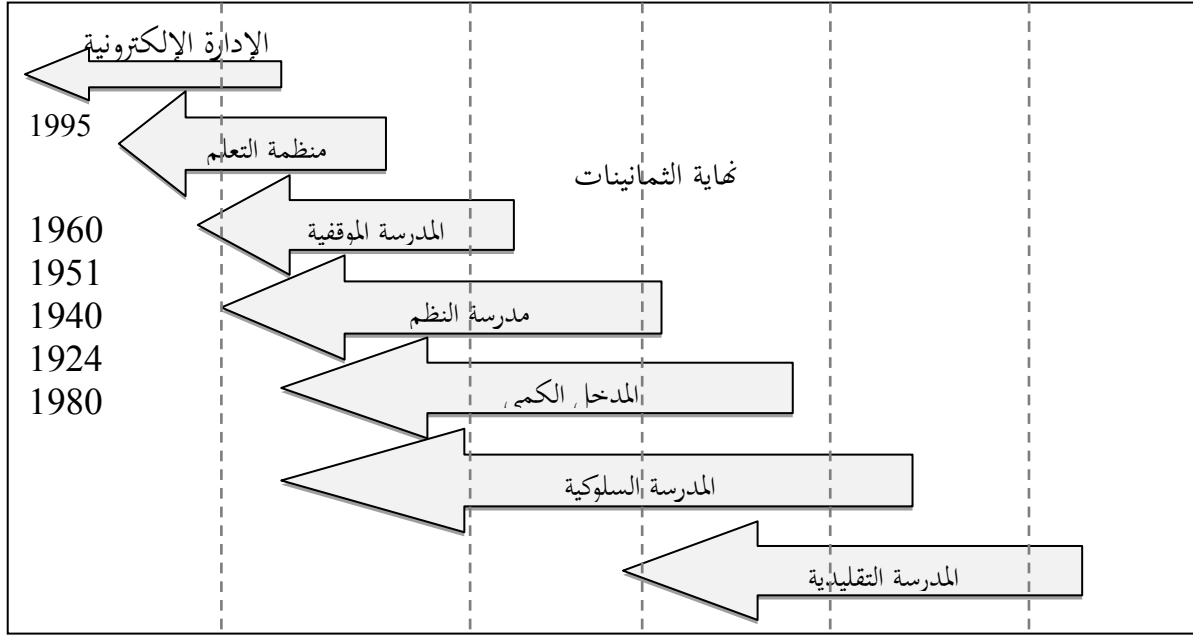 الإدارة الإلكترونية
1995
منظمة التعلم
نهاية الثمانينات
1960
المدرسة الموقفية
1951
1940
مدرسة النظم
1924
1980
المدخل الكمي
المدرسة السلوكية
المدرسة التقليدية